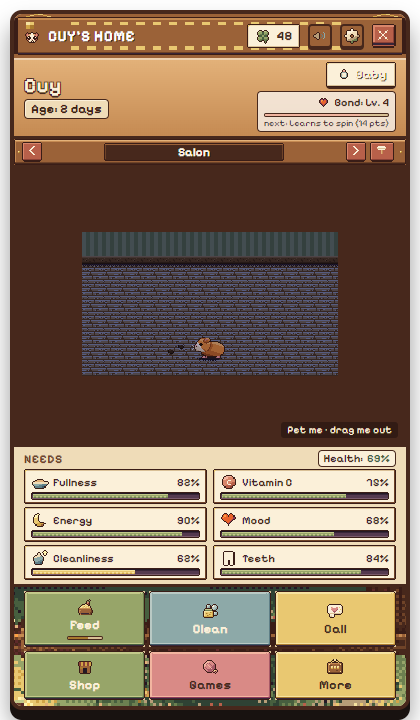 GUY'S HOME
48
Guy
Baby
Age: 2 days
Bond: Lv. 4
next: learns to spin (14 pts)
Salon
Pet me · drag me out
NEEDS
Health: 69%
Fullness 82%
Vitamin C 78%
Energy 90%
Mood 68%
Cleanliness 62%
Teeth 84%
Feed
Clean
Call
Shop
Games
More